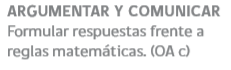 ARGUMENTAR Y COMUNICAR
Formular respuestas frente a
reglas matemáticas. (OA c)